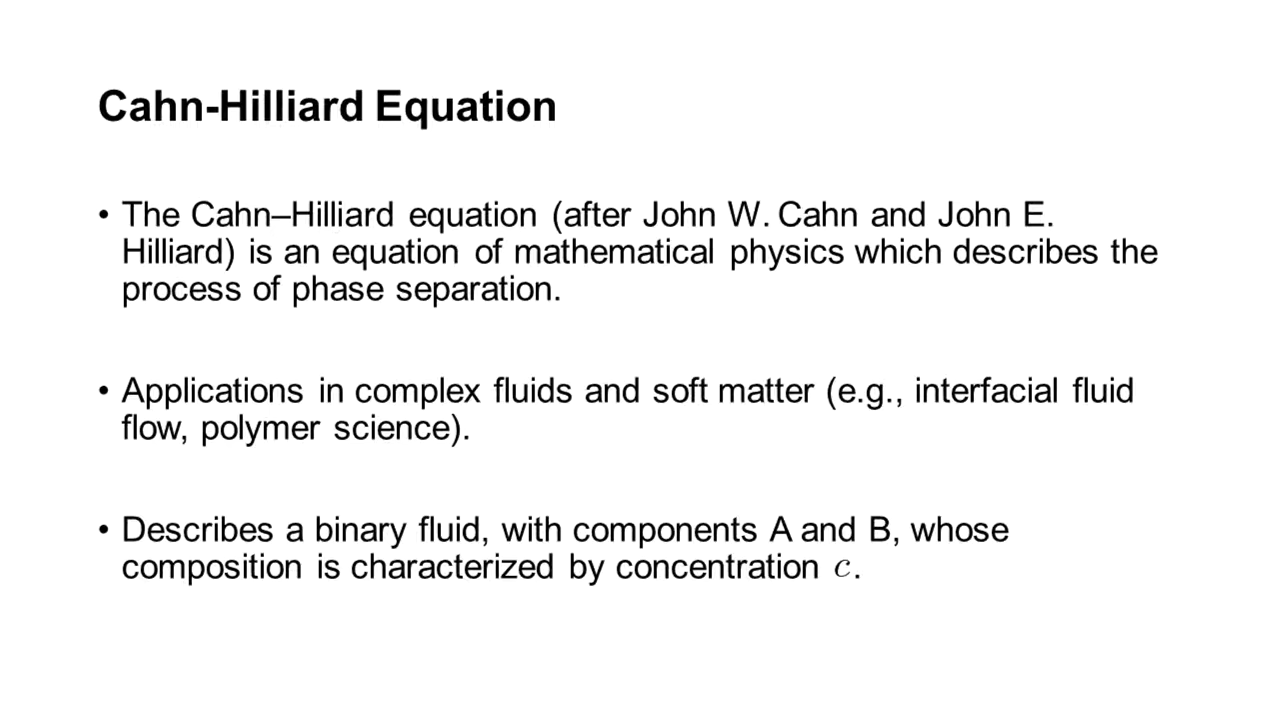 Cahn-Hilliard Equation
• The Cahn–Hilliard equation (after John W. Cahn and John E.
Hilliard) is an equation of mathematical physics which describes the
process of phase separation.
• Applications in complex fluids and soft matter (e.g., interfacial fluid
flow, polymer science).
• Describes a binary fluid, with components A and B, whose
composition is characterized by concentration c.